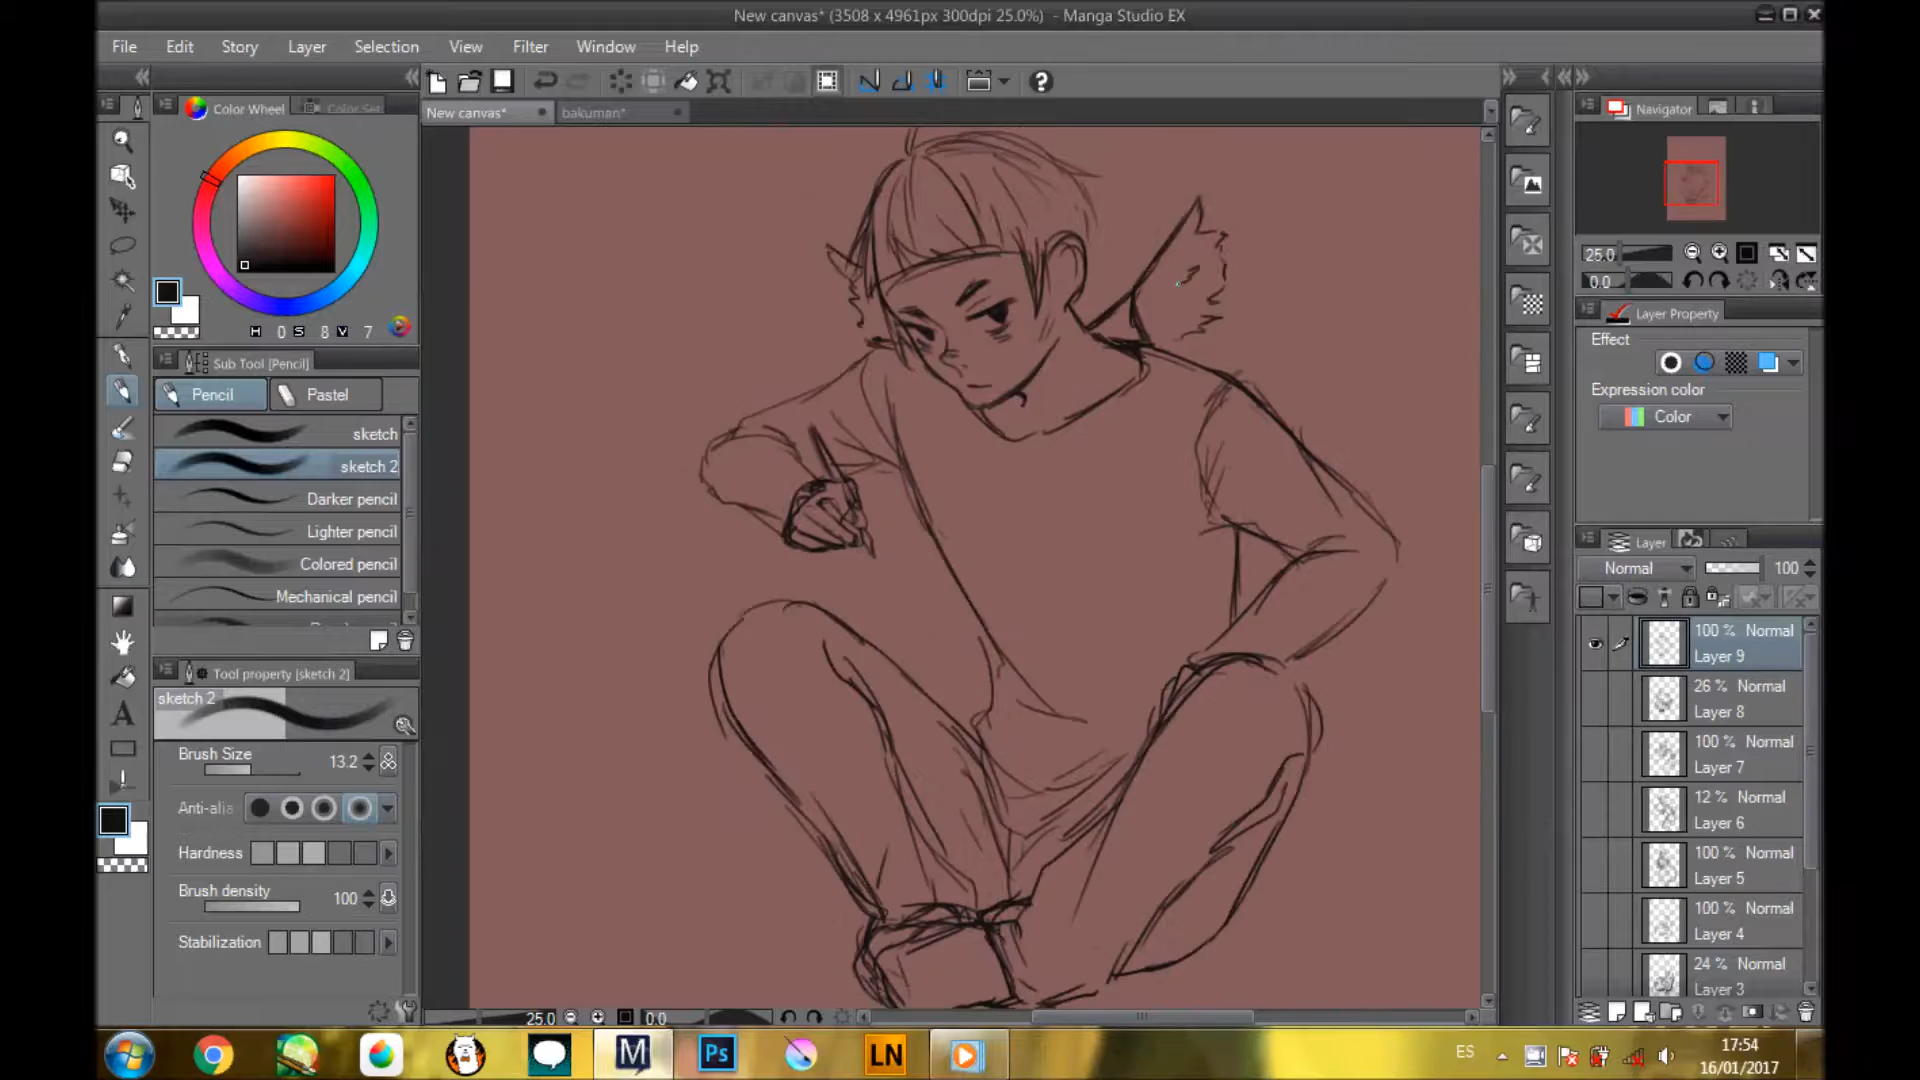 New canvas* (3508 x 4961px 300dpi 25.0%) - Manga Studio EX
File Edit Story Layer Selection View Filter Window Help
Color Wheel
Color Set
New canvas*
bakuman*
Navigator
25.0
0.0
H 0 S 8 V 7
Sub Tool [Pencil]
Pencil
Pastel
sketch
sketch 2
Darker pencil
Lighter pencil
Colored pencil
Mechanical pencil
Tool property [sketch 2]
sketch 2
Brush Size 13.2
Anti-alia
Hardness
Brush density 100
Stabilization
Layer Property
Effect
Expression color
Color
Layer
Normal 100
100 % Normal
Layer 9
26 % Normal
Layer 8
100 % Normal
Layer 7
12 % Normal
Layer 6
100 % Normal
Layer 5
100 % Normal
Layer 4
24 % Normal
Layer 3
25.0
0.0
A
M
Ps
LN
ES
17:54
16/01/2017